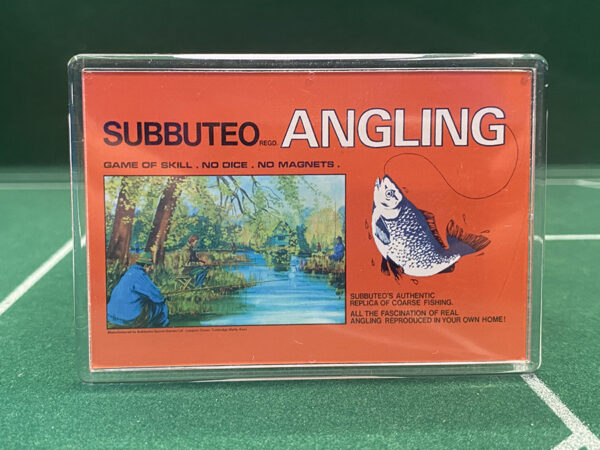 SUBBUTEO REGD. ANGLING
GAME OF SKILL . NO DICE . NO MAGNETS .
SUBBUTEO'S AUTHENTIC
REPLICA OF COARSE FISHING.
ALL THE FASCINATION OF REAL
ANGLING REPRODUCED IN YOUR OWN HOME!